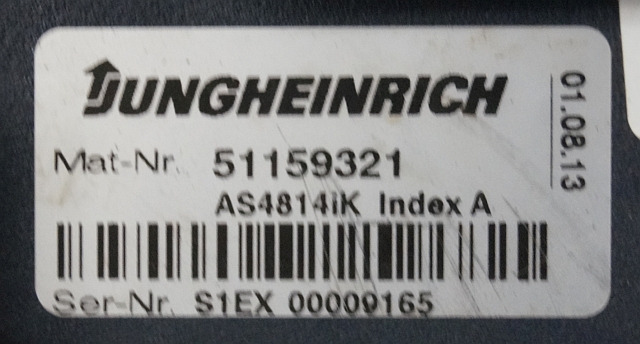 JUNGHEINRICH
Mat-Nr. 51159321
AS4814iK Index A
Ser-Nr. S1EX 00009165
01.08.13